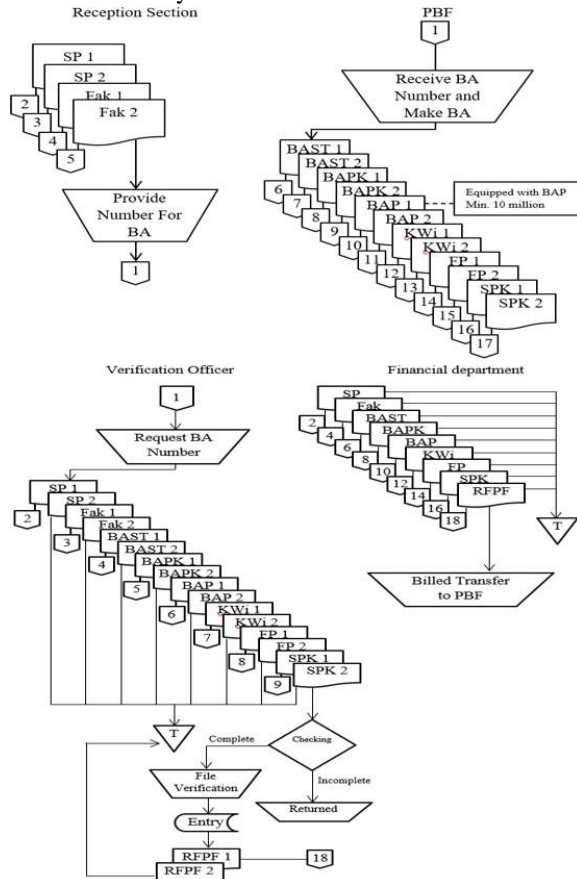 Reception Section
SP 1
SP 2
Fak 1
Fak 2
2
3
4
5
Provide
Number For
BA
1
PBF
1
Receive BA
Number and
Make BA
BAST 1
BAST 2
BAPK 1
BAPK 2
BAP 1
BAP 2
KWi 1
KWi 2
FP 1
FP 2
SPK 1
SPK 2
Equipped with BAP
Min. 10 million
6
7
8
9
10
11
12
13
14
15
16
17
Verification Officer
1
Request BA
Number
SP 1
SP 2
Fak 1
Fak 2
BAST 1
BAST 2
BAPK 1
BAPK 2
BAP 1
BAP 2
KWi 1
KWi 2
FP 1
FP 2
SPK 1
SPK 2
2
3
4
5
6
7
8
9
T
Checking
Complete
Incomplete
File
Verification
Returned
Entry
RFPF 1
RFPF 2
18
Financial department
SP
Fak
BAST
BAPK
BAP
KWi
FP
SPK
RFPF
2
4
6
8
10
12
14
16
18
T
Billed Transfer
to PBF